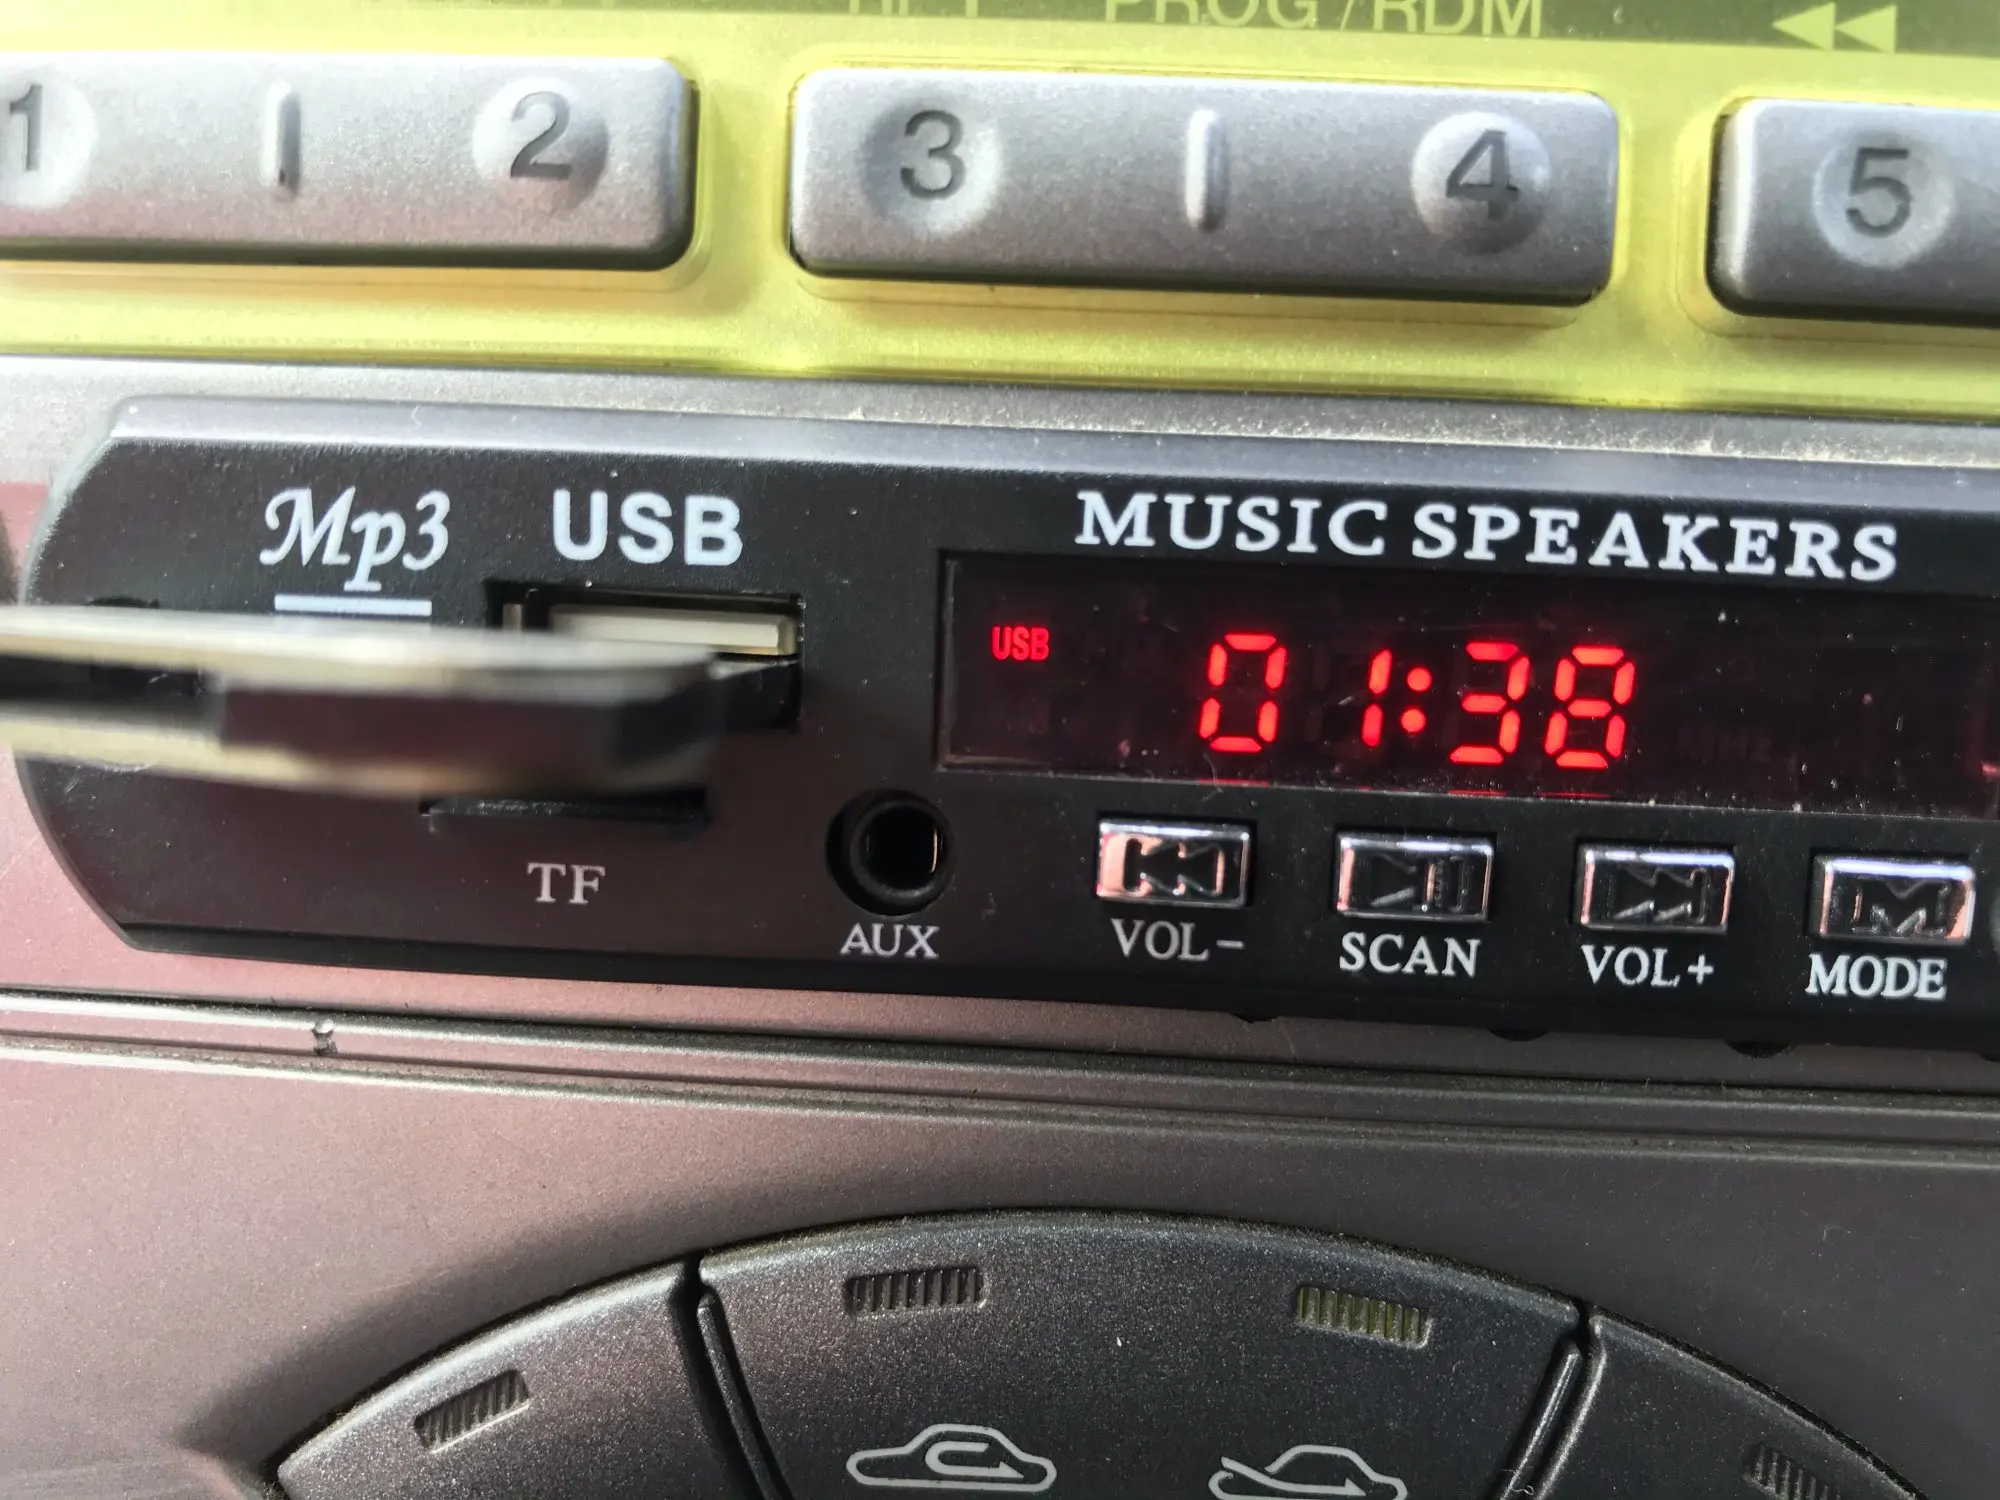 RPT PROG/RDM
1 2 3 4 5
Mp3 USB MUSIC SPEAKERS
USB 01:38
TF AUX VOL- SCAN VOL+ MODE
M